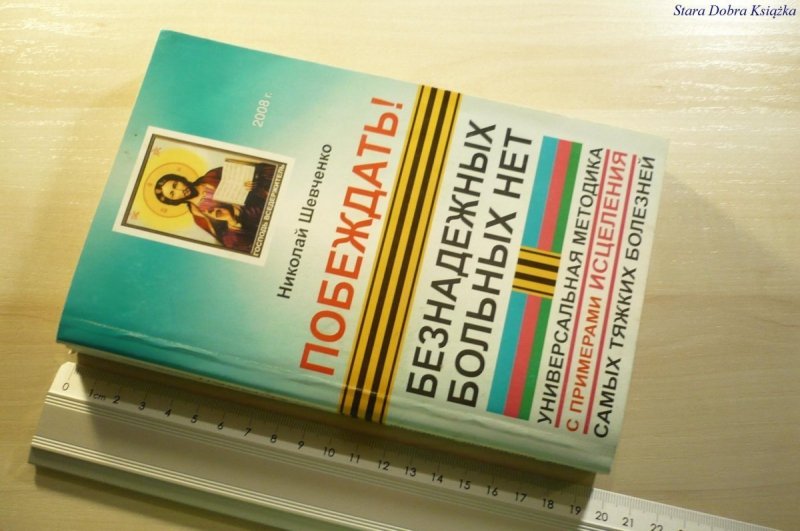 Stara Dobra Książka
2008 г.
ГОСПОДЬ ВСЕДЕРЖИТЕЛЬ
Николай Шевченко
ПОБЕЖДАТЬ!
БЕЗНАДЕЖНЫХ
БОЛЬНЫХ НЕТ
УНИВЕРСАЛЬНАЯ МЕТОДИКА
С ПРИМЕРАМИ ИСЦЕЛЕНИЯ
САМЫХ ТЯЖКИХ БОЛЕЗНЕЙ
0 1cm 2 3 4 5 6 7 8 9 10 11 12 13 14 15 16 17 18 19 20 21 22